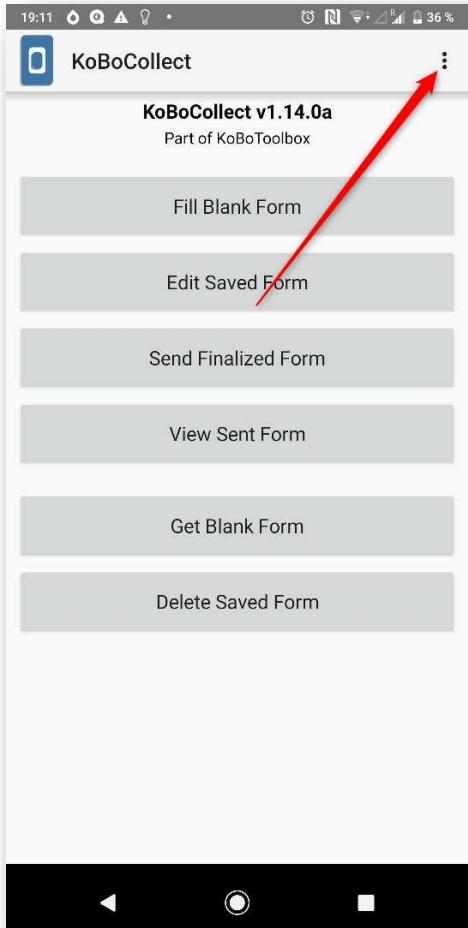 19:11 36 %
KoBoCollect
KoBoCollect v1.14.0a
Part of KoBoToolbox
Fill Blank Form
Edit Saved Form
Send Finalized Form
View Sent Form
Get Blank Form
Delete Saved Form